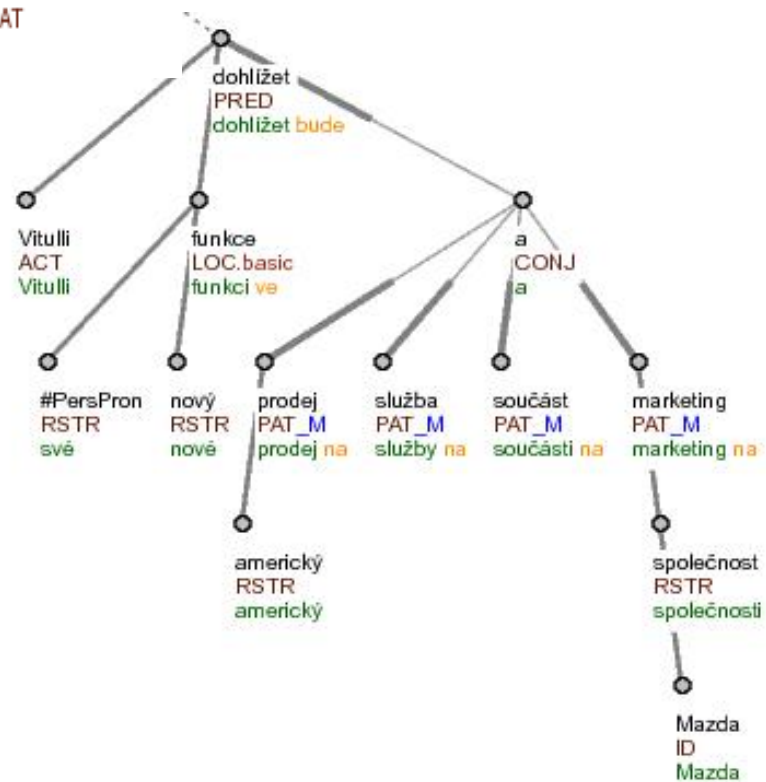 AT
dohlížet
PRED
dohlížet bude
Vitulli
ACT
Vitulli
funkce
LOC.basic
funkci ve
a
CONJ
a
#PersPron
RSTR
své
nový
RSTR
nové
prodej
PAT_M
prodej na
služba
PAT_M
služby na
součást
PAT_M
součásti na
marketing
PAT_M
marketing na
americký
RSTR
americký
společnost
RSTR
společnosti
Mazda
ID
Mazda